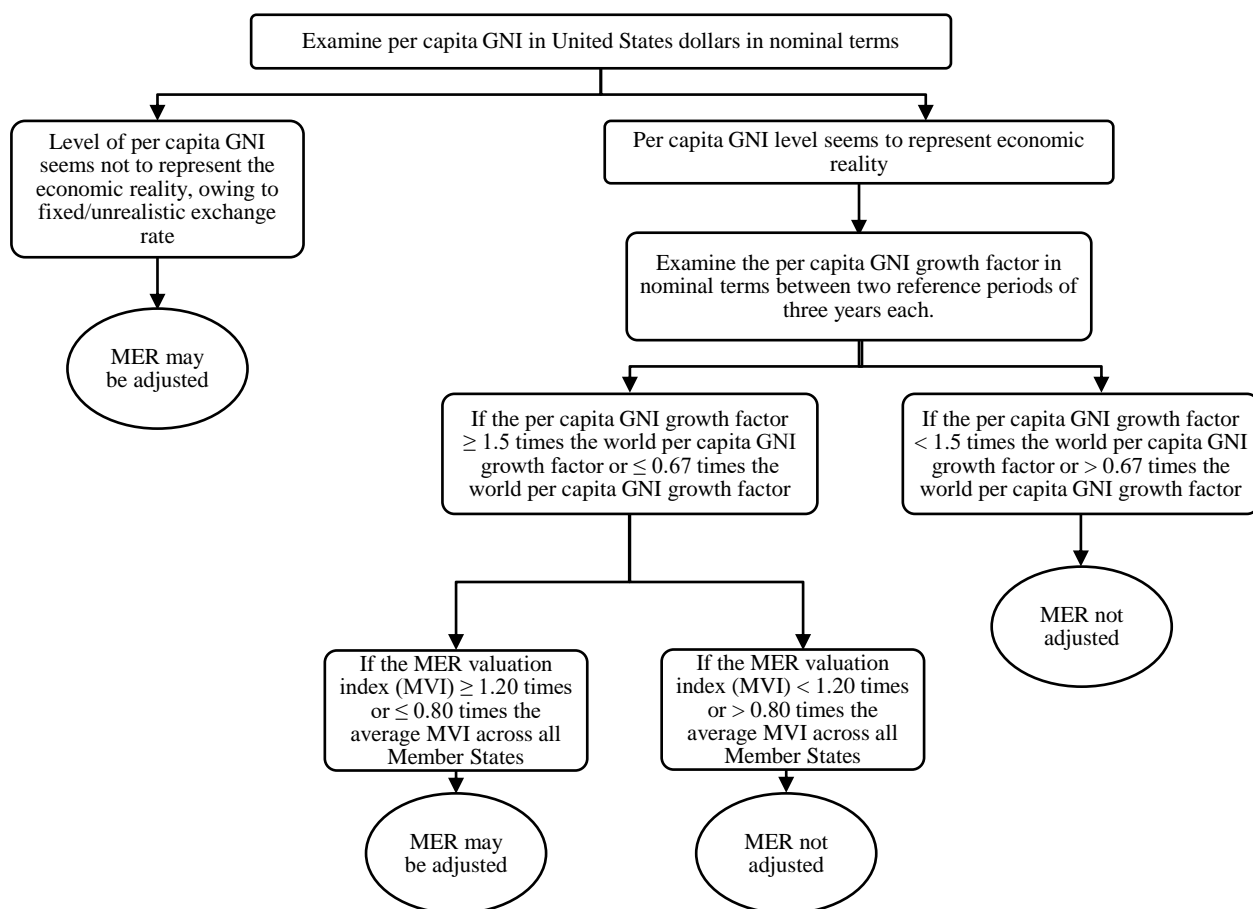 Examine per capita GNI in United States dollars in nominal terms
Level of per capita GNI
seems not to represent the
economic reality, owing to
fixed/unrealistic exchange
rate
Per capita GNI level seems to represent economic
reality
Examine the per capita GNI growth factor in
nominal terms between two reference periods of
three years each.
MER may
be adjusted
If the per capita GNI growth factor
≥ 1.5 times the world per capita GNI
growth factor or ≤ 0.67 times the
world per capita GNI growth factor
If the per capita GNI growth factor
< 1.5 times the world per capita GNI
growth factor or > 0.67 times the
world per capita GNI growth factor
MER not
adjusted
If the MER valuation
index (MVI) ≥ 1.20 times
or ≤ 0.80 times the
average MVI across all
Member States
If the MER valuation
index (MVI) < 1.20 times
or > 0.80 times the
average MVI across all
Member States
MER may
be adjusted
MER not
adjusted